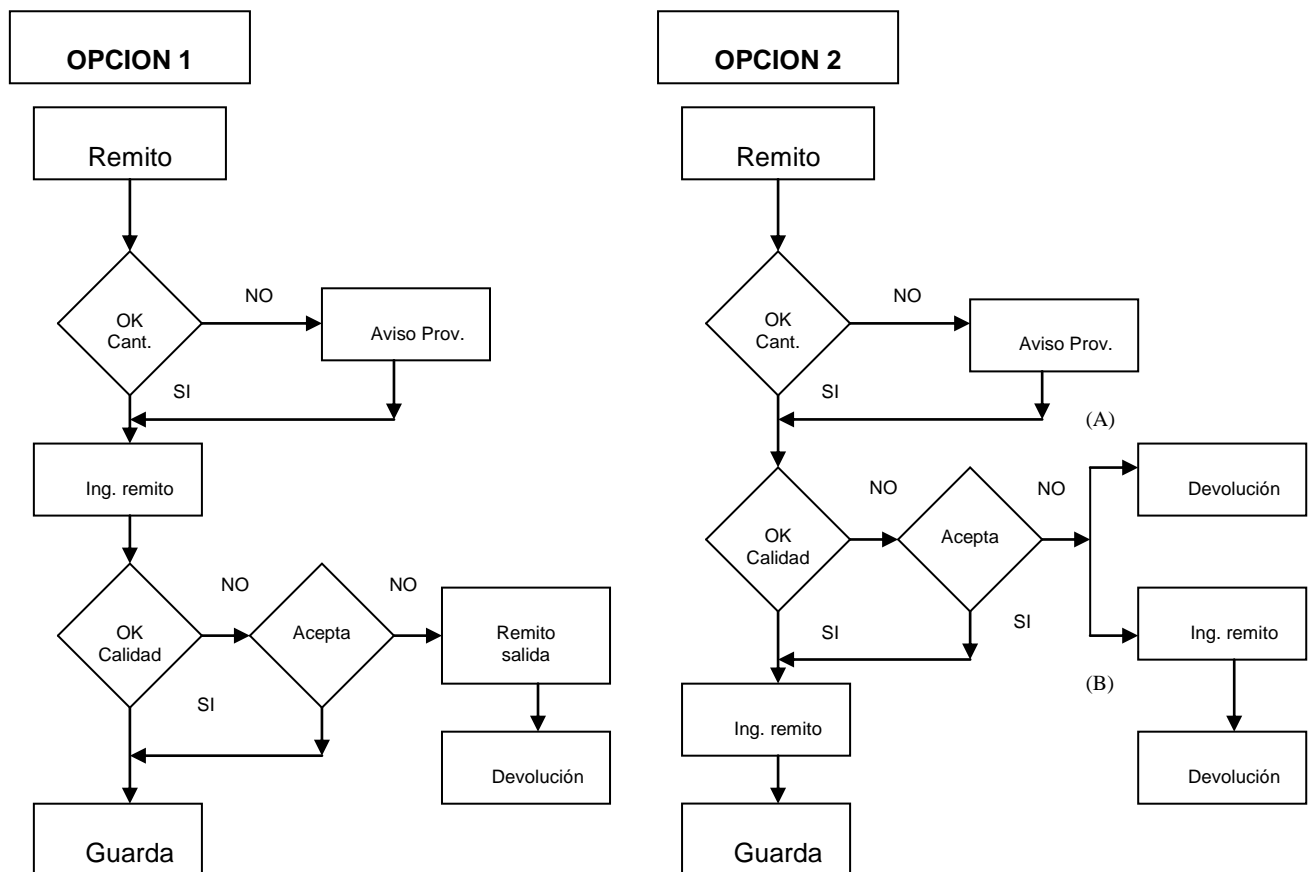 OPCION 1
Remito
OK
Cant.
NO
Aviso Prov.
SI
Ing. remito
OK
Calidad
NO
Acepta
NO
Remito
salida
SI
Devolución
Guarda
OPCION 2
Remito
OK
Cant.
NO
Aviso Prov.
SI
(A)
OK
Calidad
NO
Acepta
NO
Devolución
SI
SI
Ing. remito
(B)
Ing. remito
Devolución
Guarda